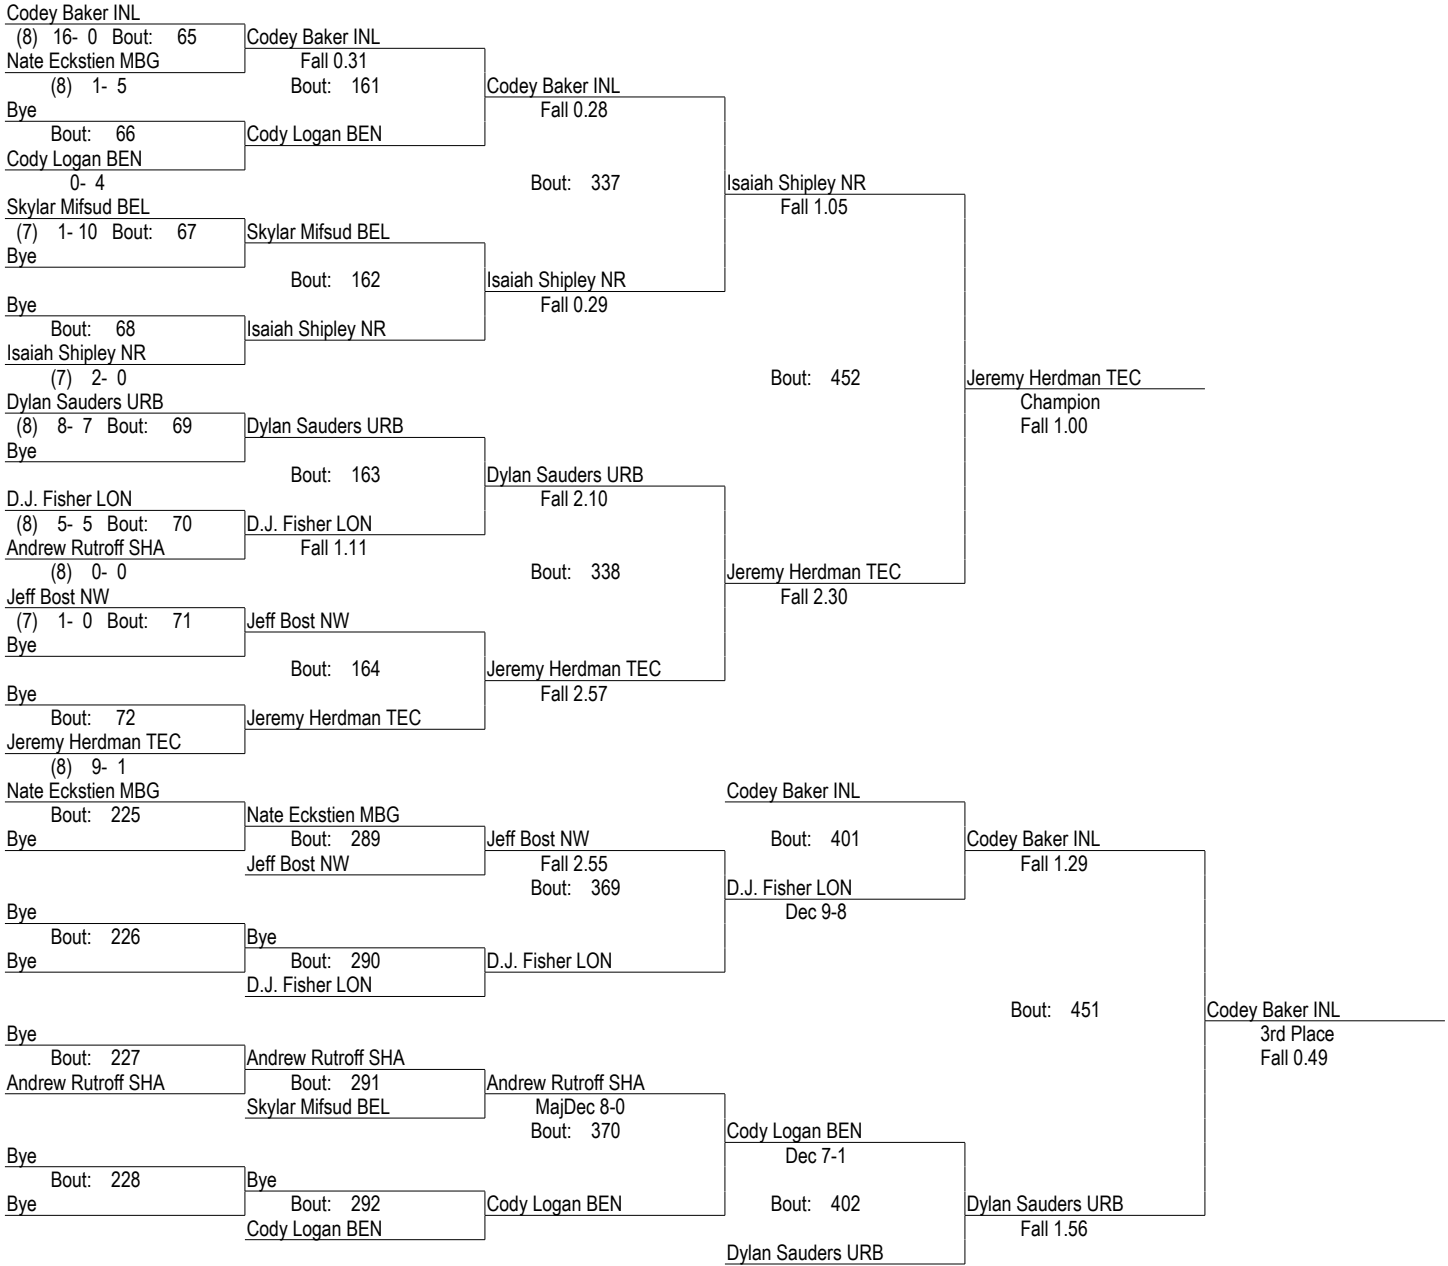 Codey Baker INL
(8) 16- 0 Bout: 65 Codey Baker INL
Nate Eckstien MBG Fall 0.31
(8) 1- 5 Bout: 161 Codey Baker INL
Bye Fall 0.28
Bout: 66 Cody Logan BEN
Cody Logan BEN
0- 4 Bout: 337 Isaiah Shipley NR
Skylar Mifsud BEL Fall 1.05
(7) 1- 10 Bout: 67 Skylar Mifsud BEL
Bye
Bout: 162 Isaiah Shipley NR
Bye Fall 0.29
Bout: 68 Isaiah Shipley NR
Isaiah Shipley NR
(7) 2- 0 Bout: 452 Jeremy Herdman TEC
Dylan Sauders URB Champion
(8) 8- 7 Bout: 69 Dylan Sauders URB Fall 1.00
Bye
Bout: 163 Dylan Sauders URB
D.J. Fisher LON Fall 2.10
(8) 5- 5 Bout: 70 D.J. Fisher LON
Andrew Rutroff SHA Fall 1.11
(8) 0- 0 Bout: 338 Jeremy Herdman TEC
Jeff Bost NW Fall 2.30
(7) 1- 0 Bout: 71 Jeff Bost NW
Bye
Bout: 164 Jeremy Herdman TEC
Bye Fall 2.57
Bout: 72 Jeremy Herdman TEC
Jeremy Herdman TEC
(8) 9- 1
Nate Eckstien MBG Codey Baker INL
Bout: 225 Nate Eckstien MBG
Bye Bout: 289 Jeff Bost NW Bout: 401 Codey Baker INL
Jeff Bost NW Fall 2.55 Fall 1.29
Bout: 369 D.J. Fisher LON
Bye Dec 9-8
Bout: 226 Bye
Bye Bout: 290 D.J. Fisher LON
D.J. Fisher LON
Bout: 451 Codey Baker INL
Bye 3rd Place
Bout: 227 Andrew Rutroff SHA Fall 0.49
Andrew Rutroff SHA Bout: 291 Andrew Rutroff SHA
Skylar Mifsud BEL MajDec 8-0
Bout: 370 Cody Logan BEN
Bye Dec 7-1
Bout: 228 Bye
Bye Bout: 292 Cody Logan BEN Bout: 402 Dylan Sauders URB
Cody Logan BEN Fall 1.56
Dylan Sauders URB